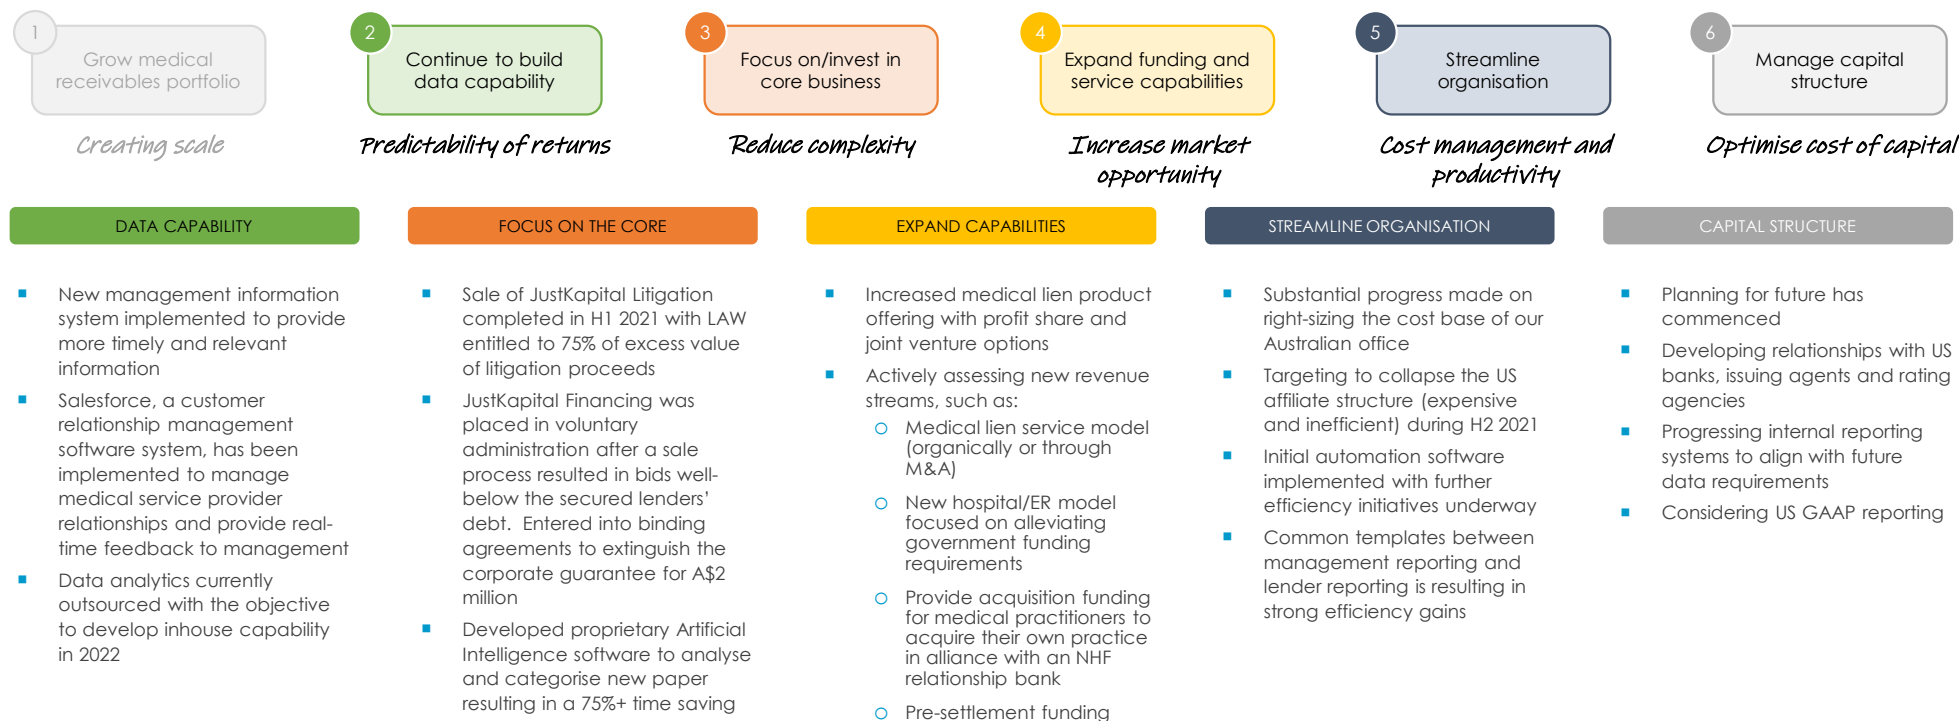 1
Grow medical
receivables portfolio
Creating scale
2
Continue to build
data capability
Predictability of returns
3
Focus on/invest in
core business
Reduce complexity
4
Expand funding and
service capabilities
Increase market
opportunity
5
Streamline
organisation
Cost management and
productivity
6
Manage capital
structure
Optimise cost of capital
DATA CAPABILITY
▪ New management information
system implemented to provide
more timely and relevant
information
▪ Salesforce, a customer
relationship management
software system, has been
implemented to manage
medical service provider
relationships and provide real-
time feedback to management
▪ Data analytics currently
outsourced with the objective
to develop inhouse capability
in 2022
FOCUS ON THE CORE
▪ Sale of JustKapital Litigation
completed in H1 2021 with LAW
entitled to 75% of excess value
of litigation proceeds
▪ JustKapital Financing was
placed in voluntary
administration after a sale
process resulted in bids well-
below the secured lenders’
debt. Entered into binding
agreements to extinguish the
corporate guarantee for A$2
million
▪ Developed proprietary Artificial
Intelligence software to analyse
and categorise new paper
resulting in a 75%+ time saving
EXPAND CAPABILITIES
▪ Increased medical lien product
offering with profit share and
joint venture options
▪ Actively assessing new revenue
streams, such as:
o Medical lien service model
(organically or through
M&A)
o New hospital/ER model
focused on alleviating
government funding
requirements
o Provide acquisition funding
for medical practitioners to
acquire their own practice
in alliance with an NHF
relationship bank
o Pre-settlement funding
STREAMLINE ORGANISATION
▪ Substantial progress made on
right-sizing the cost base of our
Australian office
▪ Targeting to collapse the US
affiliate structure (expensive
and inefficient) during H2 2021
▪ Initial automation software
implemented with further
efficiency initiatives underway
▪ Common templates between
management reporting and
lender reporting is resulting in
strong efficiency gains
CAPITAL STRUCTURE
▪ Planning for future has
commenced
▪ Developing relationships with US
banks, issuing agents and rating
agencies
▪ Progressing internal reporting
systems to align with future
data requirements
▪ Considering US GAAP reporting